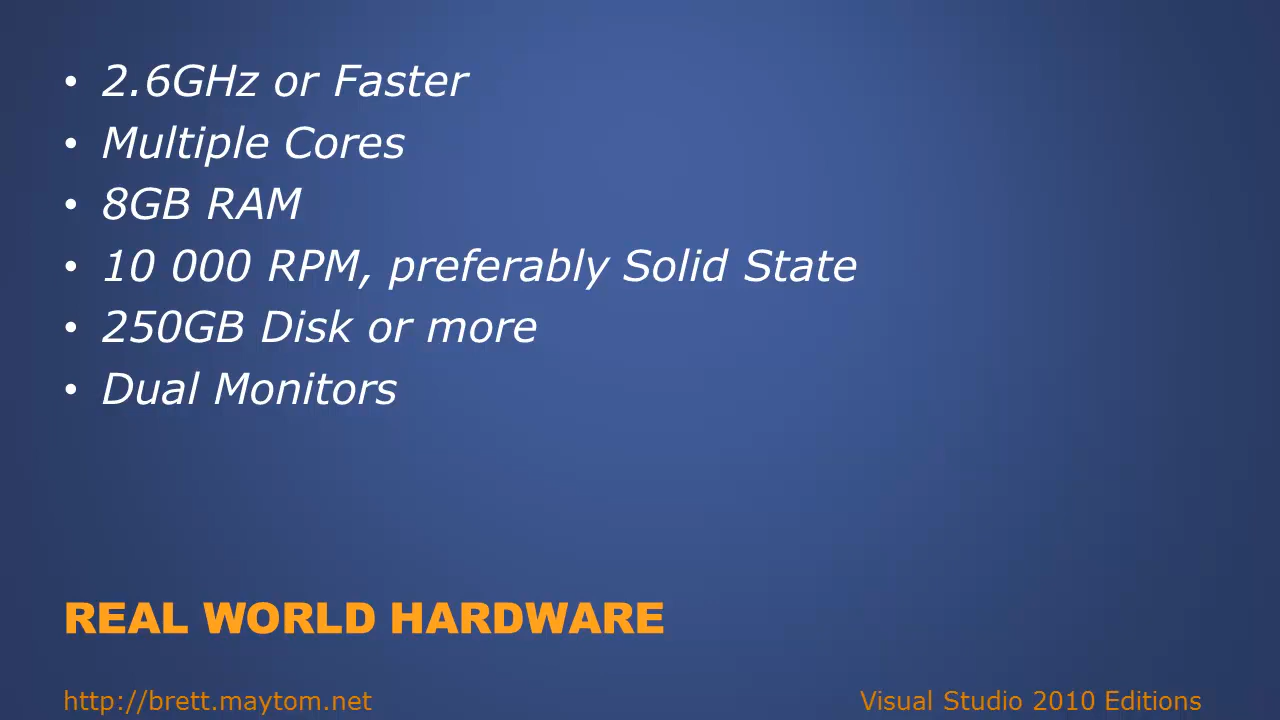 • 2.6GHz or Faster
• Multiple Cores
• 8GB RAM
• 10 000 RPM, preferably Solid State
• 250GB Disk or more
• Dual Monitors
REAL WORLD HARDWARE
http://brett.maytom.net
Visual Studio 2010 Editions